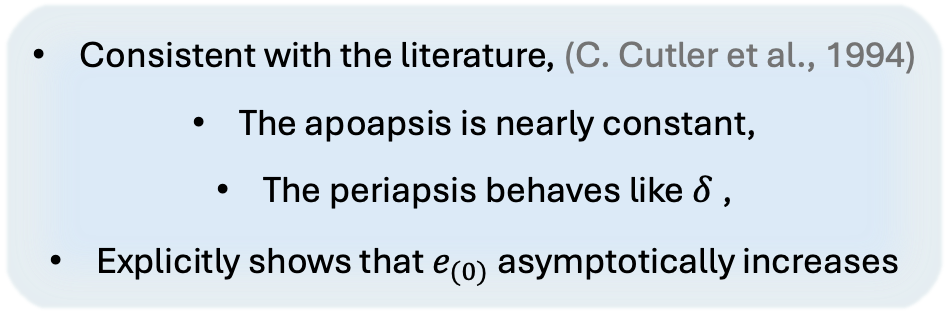 • Consistent with the literature, (C. Cutler et al., 1994)
• The apoapsis is nearly constant,
• The periapsis behaves like 𝛿 ,
• Explicitly shows that 𝑒₍₀₎ asymptotically increases